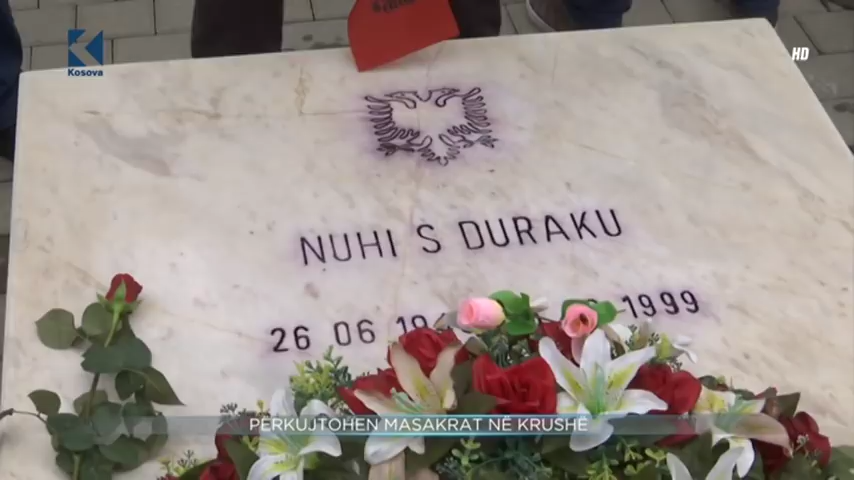 Kosova
HD
NUHI S DURAKU
26 06 1999
PËRKUJTOHEN MASAKRAT NË KRUSHË